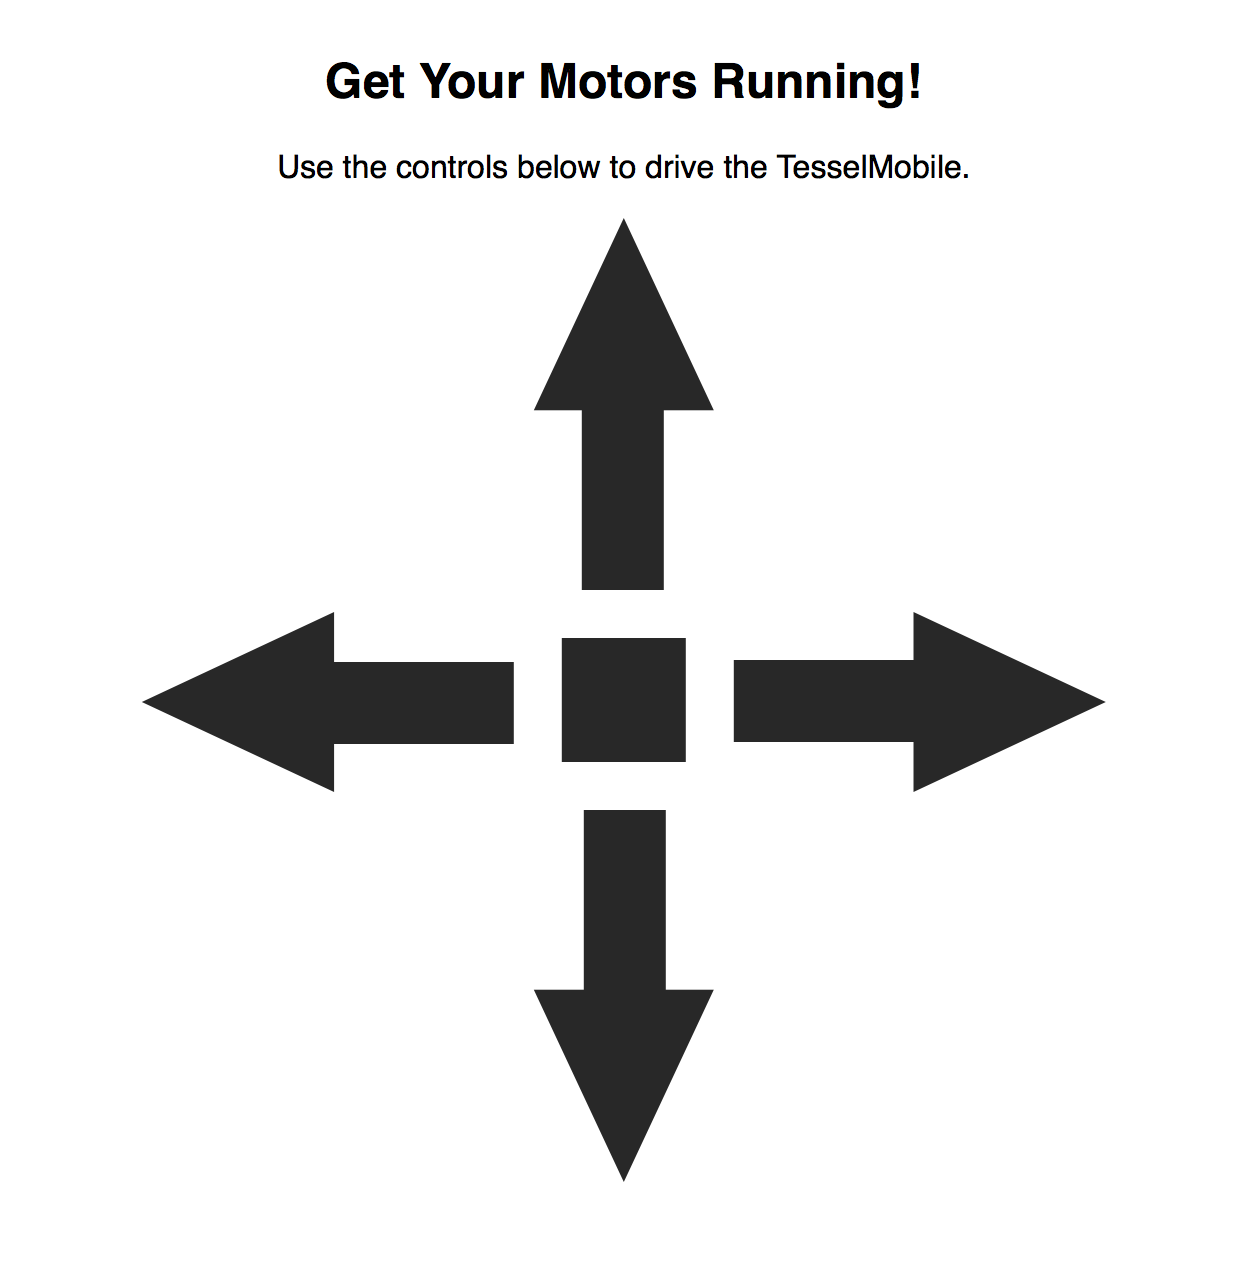 Get Your Motors Running!
Use the controls below to drive the TesselMobile.